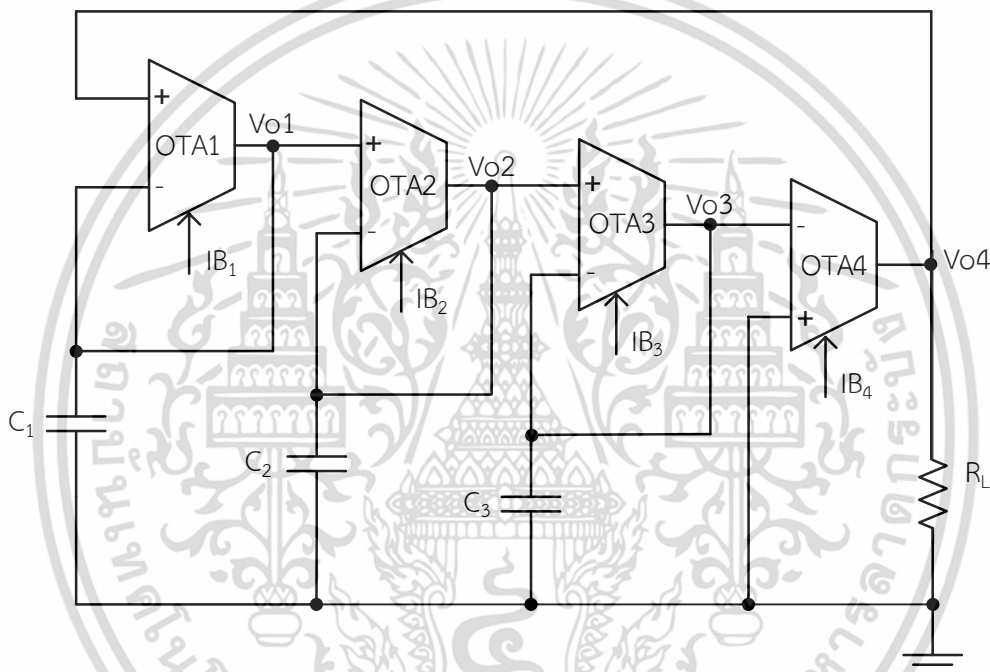 +
OTA1
-
Vo1
IB1
+
OTA2
-
Vo2
IB2
+
OTA3
-
Vo3
IB3
-
OTA4
+
Vo4
IB4
C1
C2
C3
RL